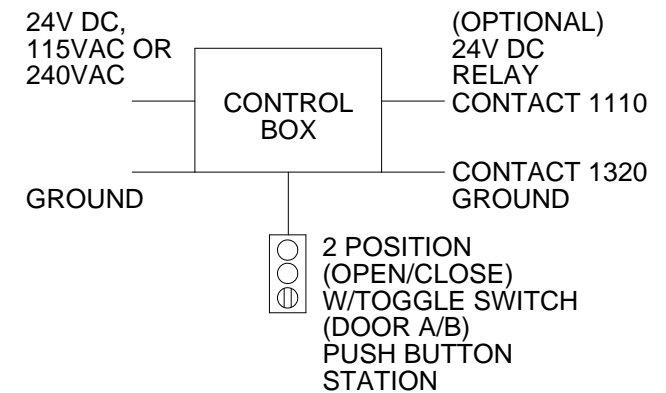 24V DC,
115VAC OR
240VAC
GROUND
CONTROL
BOX
(OPTIONAL)
24V DC
RELAY
CONTACT 1110
CONTACT 1320
GROUND
2 POSITION
(OPEN/CLOSE)
W/TOGGLE SWITCH
(DOOR A/B)
PUSH BUTTON
STATION